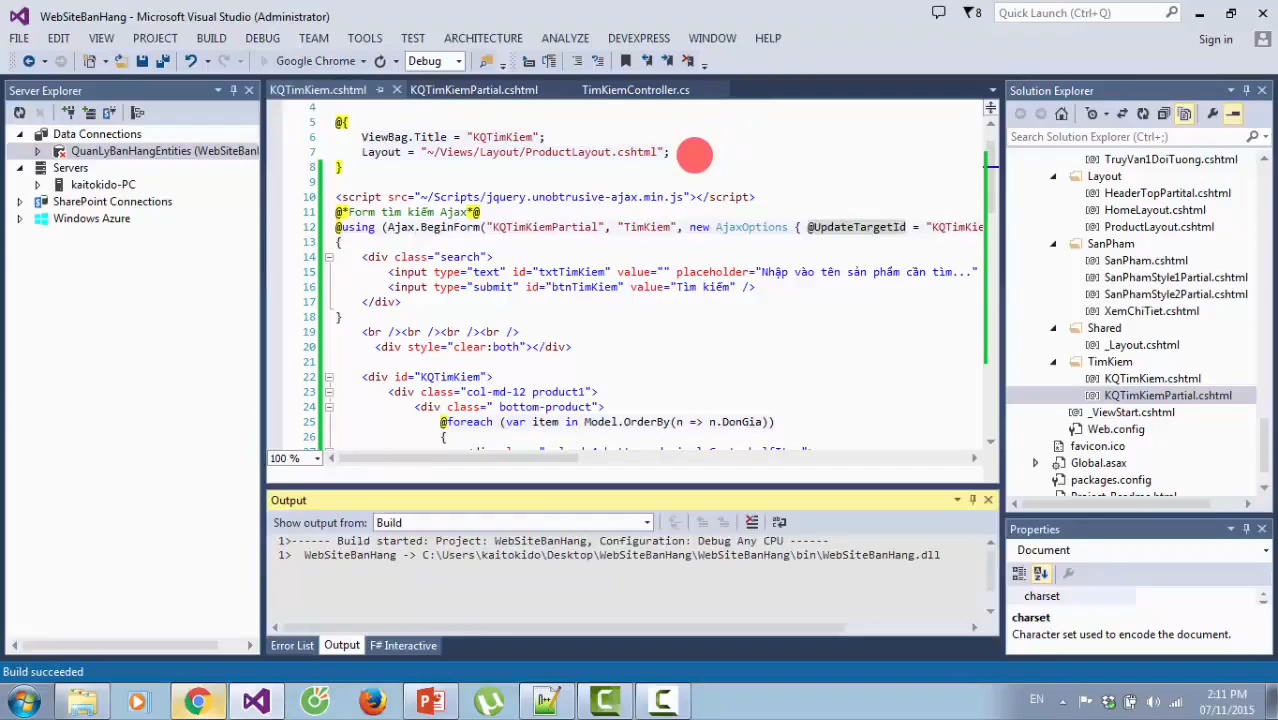 WebSiteBanHang - Microsoft Visual Studio (Administrator)
8
Quick Launch (Ctrl+Q)
FILE EDIT VIEW PROJECT BUILD DEBUG TEAM TOOLS TEST ARCHITECTURE ANALYZE DEVEXPRESS WINDOW HELP
Sign in
Google Chrome
Debug
Server Explorer
Data Connections
QuanLyBanHangEntities (WebSiteBanI
Servers
kaitokido-PC
SharePoint Connections
Windows Azure
KQTimKiem.cshtml
KQTimKiemPartial.cshtml
TimKiemController.cs
4
5 @{
6 ViewBag.Title = "KQTimKiem";
7 Layout = "~/Views/Layout/ProductLayout.cshtml";
8 }
9
10 <script src="~/Scripts/jquery.unobtrusive-ajax.min.js"></script>
11 @*Form tìm kiếm Ajax*@
12 @using (Ajax.BeginForm("KQTimKiemPartial", "TimKiem", new AjaxOptions { @UpdateTargetId = "KQTimKie
13 {
14 <div class="search">
15 <input type="text" id="txtTimKiem" value="" placeholder="Nhập vào tên sản phẩm cần tìm..."
16 <input type="submit" id="btnTimKiem" value="Tìm kiếm" />
17 </div>
18 }
19 <br /><br /><br /><br />
20 <div style="clear:both"></div>
21
22 <div id="KQTimKiem">
23 <div class="col-md-12 product1">
24 <div class=" bottom-product">
25 @foreach (var item in Model.OrderBy(n => n.DonGia))
26 {
100 %
Output
Show output from: Build
1>------ Build started: Project: WebSiteBanHang, Configuration: Debug Any CPU ------
1> WebSiteBanHang -> C:\Users\kaitokido\Desktop\WebSiteBanHang\WebSiteBanHang\bin\WebSiteBanHang.dll
Error List
Output
F# Interactive
Solution Explorer
Search Solution Explorer (Ctrl+;)
TruyVan1DoiTuong.cshtml
Layout
HeaderTopPartital.cshtml
HomeLayout.cshtml
ProductLayout.cshtml
SanPham
SanPham.cshtml
SanPhamStyle1Partial.cshtml
SanPhamStyle2Partial.cshtml
XemChiTiet.cshtml
Shared
_Layout.cshtml
TimKiem
KQTimKiem.cshtml
KQTimKiemPartial.cshtml
_ViewStart.cshtml
Web.config
favicon.ico
Global.asax
packages.config
Project_Readme.html
Properties
Document
charset
charset
Character set used to encode the document.
Build succeeded
EN
2:11 PM
07/11/2015